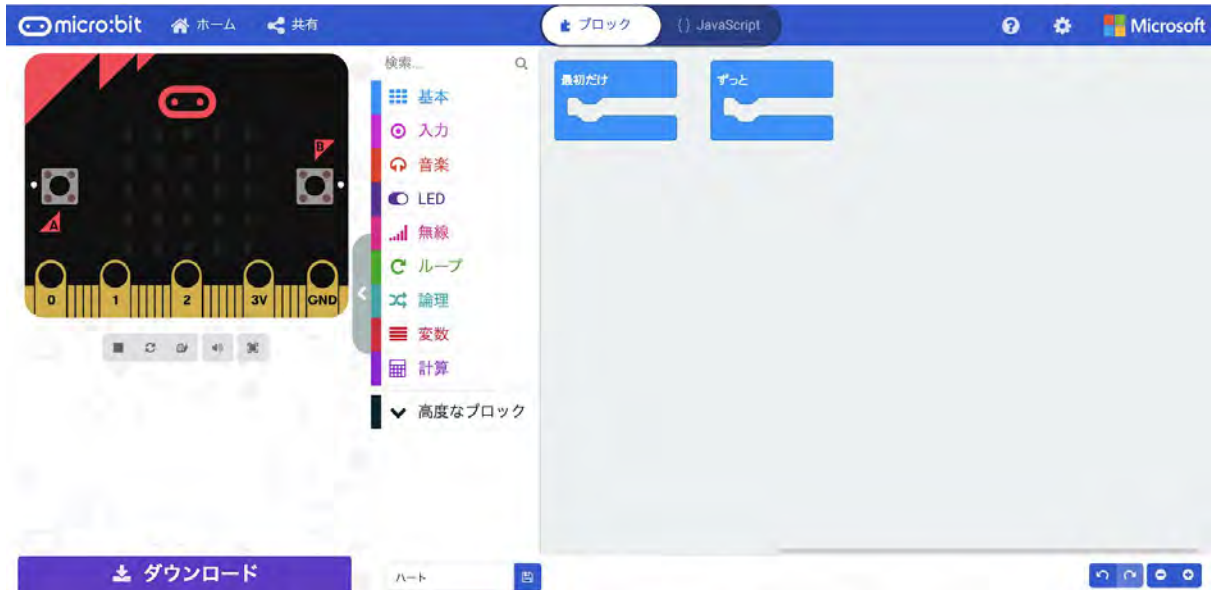 micro:bit ホーム 共有 ブロック {} JavaScript Microsoft
検索...
基本
入力
音楽
LED
無線
ループ
論理
変数
計算
高度なブロック
最初だけ ずっと
A
B
0 1 2 3V GND
ダウンロード
ハート